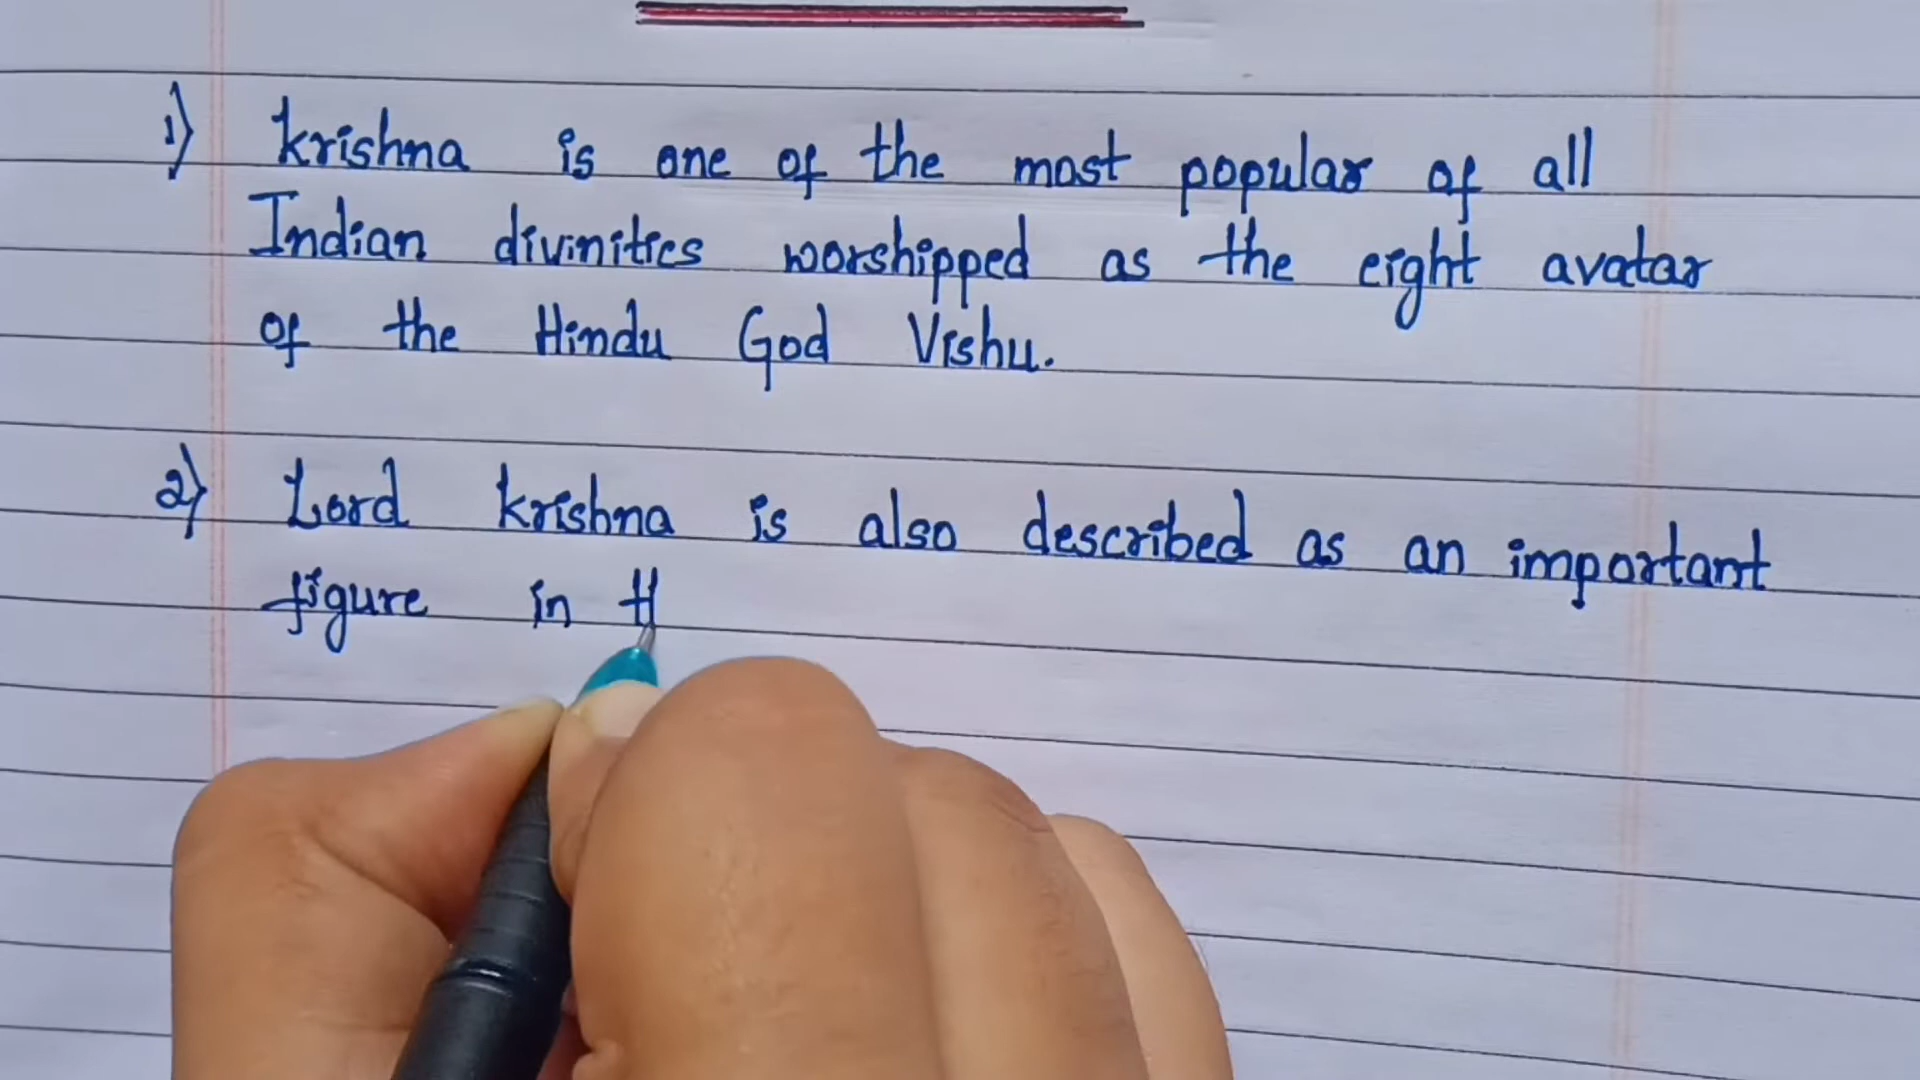 1) krishna is one of the most popular of all
Indian divinities worshipped as the eight avatar
of the Hindu God Vishu.
2) Lord krishna is also described as an important
figure in H